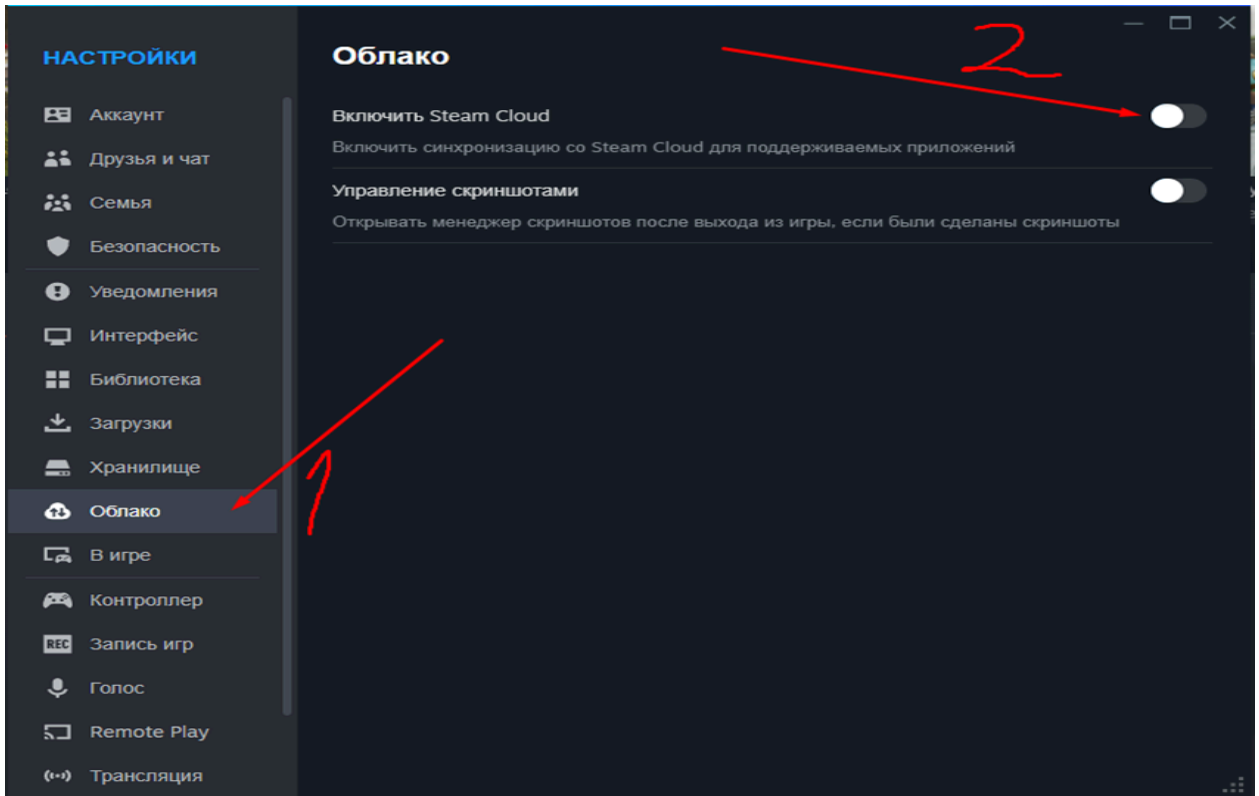 НАСТРОЙКИ
Аккаунт
Друзья и чат
Семья
Безопасность
Уведомления
Интерфейс
Библиотека
Загрузки
Хранилище
Облако
В игре
Контроллер
REC Запись игр
Голос
Remote Play
Трансляция
Облако
Включить Steam Cloud
Включить синхронизацию со Steam Cloud для поддерживаемых приложений
Управление скриншотами
Открывать менеджер скриншотов после выхода из игры, если были сделаны скриншоты
1
2